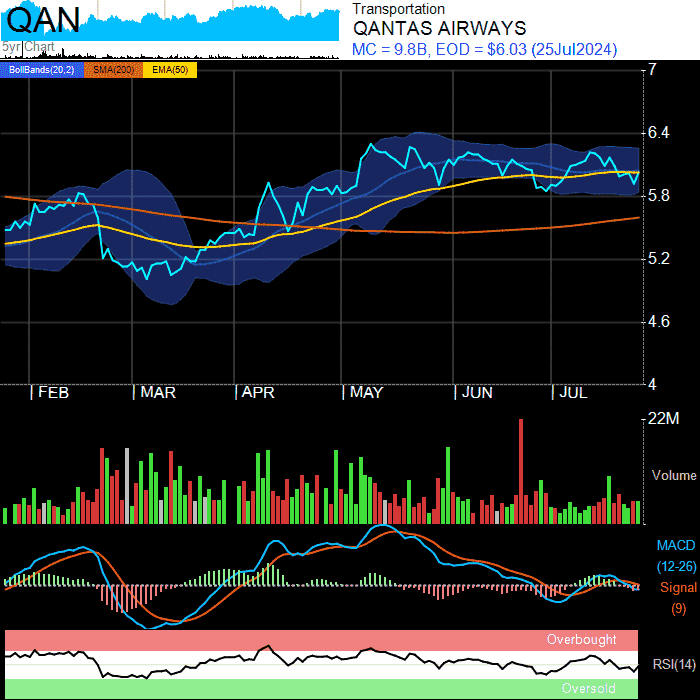 QAN
5yr Chart
Transportation
QANTAS AIRWAYS
MC = 9.8B, EOD = $6.03 (25Jul2024)
BollBands(20,2) SMA(200) EMA(50)
7
6.4
5.8
5.2
4.6
4
| FEB | MAR | APR | MAY | JUN | JUL
22M
Volume
MACD
(12-26)
Signal
(9)
Overbought
RSI(14)
Oversold